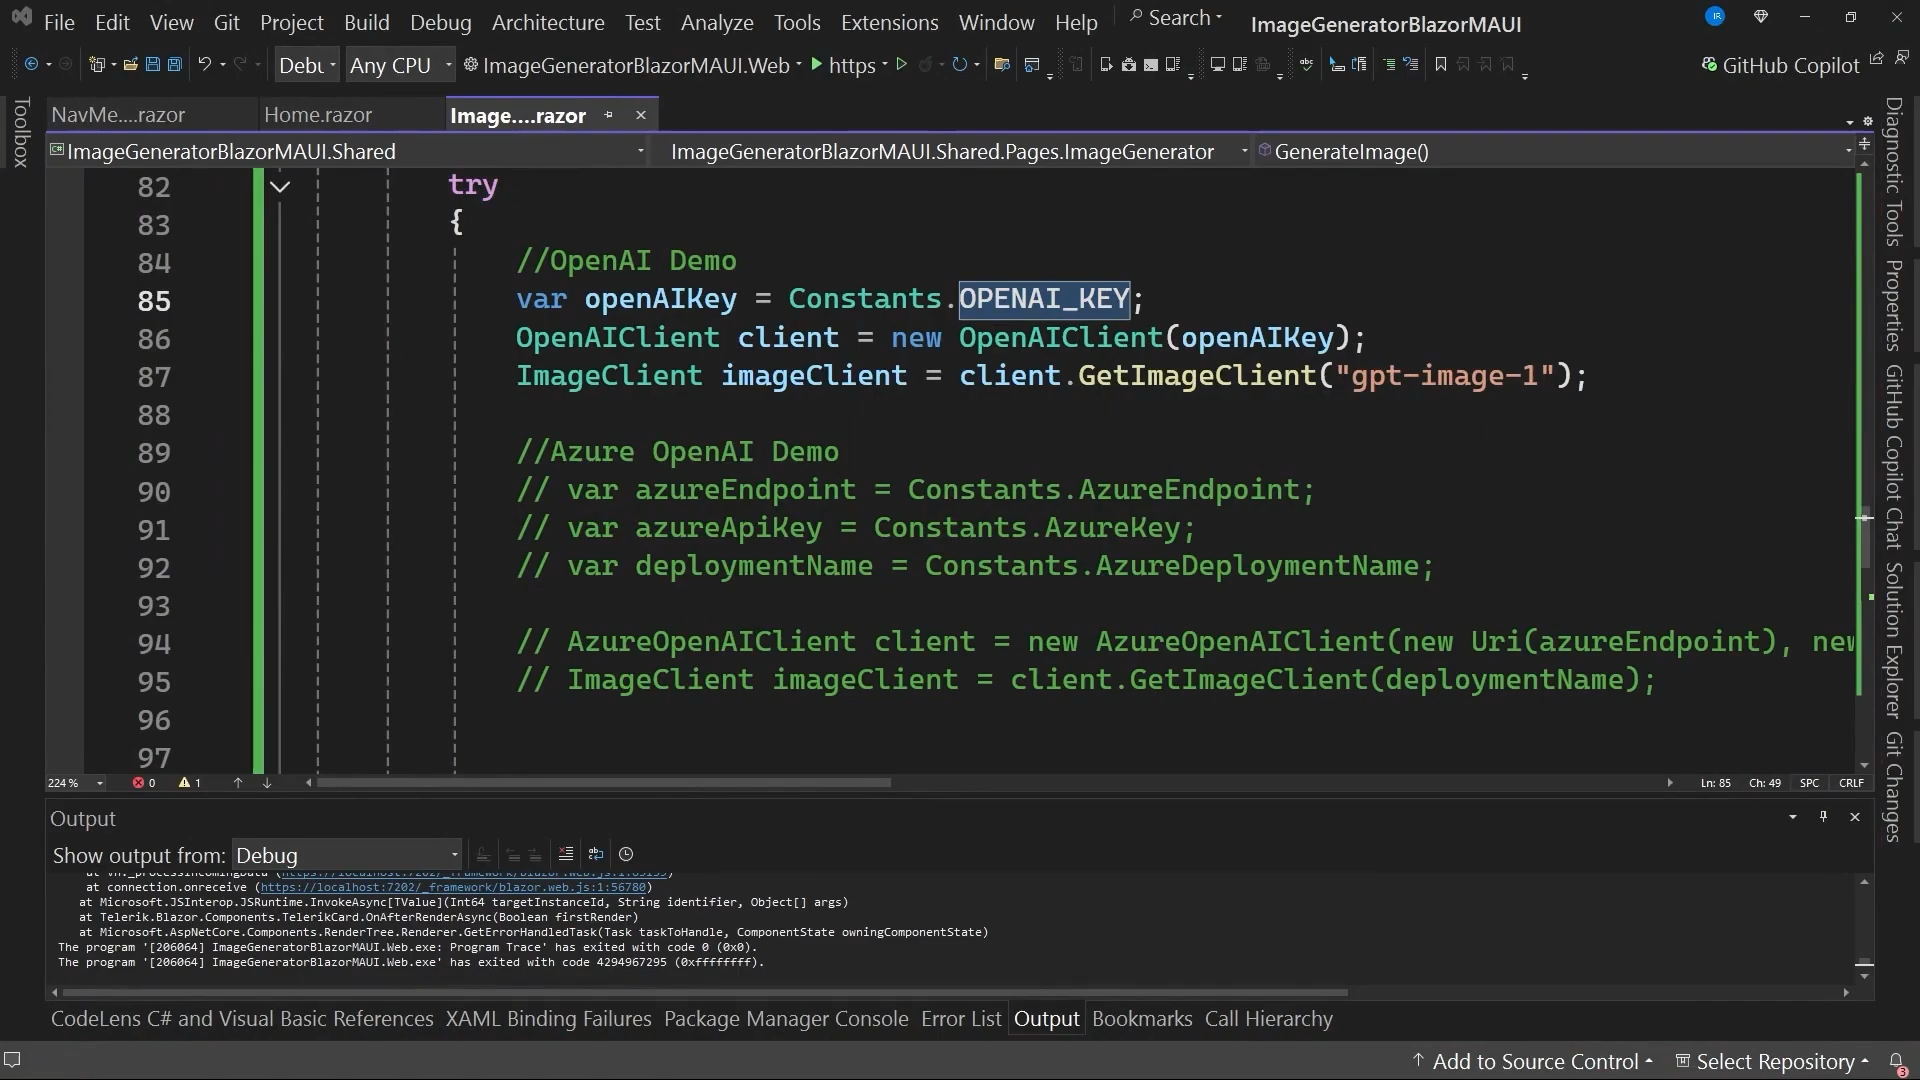 File Edit View Git Project Build Debug Architecture Test Analyze Tools Extensions Window Help Search ImageGeneratorBlazorMAUI IR
Debu Any CPU ImageGeneratorBlazorMAUI.Web https GitHub Copilot
NavMe....razor Home.razor Image....razor
ImageGeneratorBlazorMAUI.Shared ImageGeneratorBlazorMAUI.Shared.Pages.ImageGenerator GenerateImage()
Toolbox
82 try
83 {
84 //OpenAI Demo
85 var openAIKey = Constants.OPENAI_KEY;
86 OpenAIClient client = new OpenAIClient(openAIKey);
87 ImageClient imageClient = client.GetImageClient("gpt-image-1");
88
89 //Azure OpenAI Demo
90 // var azureEndpoint = Constants.AzureEndpoint;
91 // var azureApiKey = Constants.AzureKey;
92 // var deploymentName = Constants.AzureDeploymentName;
93
94 // AzureOpenAIClient client = new AzureOpenAIClient(new Uri(azureEndpoint), new
95 // ImageClient imageClient = client.GetImageClient(deploymentName);
96
97
224 % 0 1 Ln: 85 Ch: 49 SPC CRLF
Diagnostic Tools
Properties
GitHub Copilot Chat
Solution Explorer
Git Changes
Output
Show output from: Debug
at connection.onreceive (https://localhost:7202/_framework/blazor.web.js:1:56780)
at Microsoft.JSInterop.JSRuntime.InvokeAsync[TValue](Int64 targetInstanceId, String identifier, Object[] args)
at Telerik.Blazor.Components.TelerikCard.OnAfterRenderAsync(Boolean firstRender)
at Microsoft.AspNetCore.Components.RenderTree.Renderer.GetErrorHandledTask(Task taskToHandle, ComponentState owningComponentState)
The program '[206064] ImageGeneratorBlazorMAUI.Web.exe: Program Trace' has exited with code 0 (0x0).
The program '[206064] ImageGeneratorBlazorMAUI.Web.exe' has exited with code 4294967295 (0xffffffff).
CodeLens C# and Visual Basic References XAML Binding Failures Package Manager Console Error List Output Bookmarks Call Hierarchy
Add to Source Control Select Repository 3